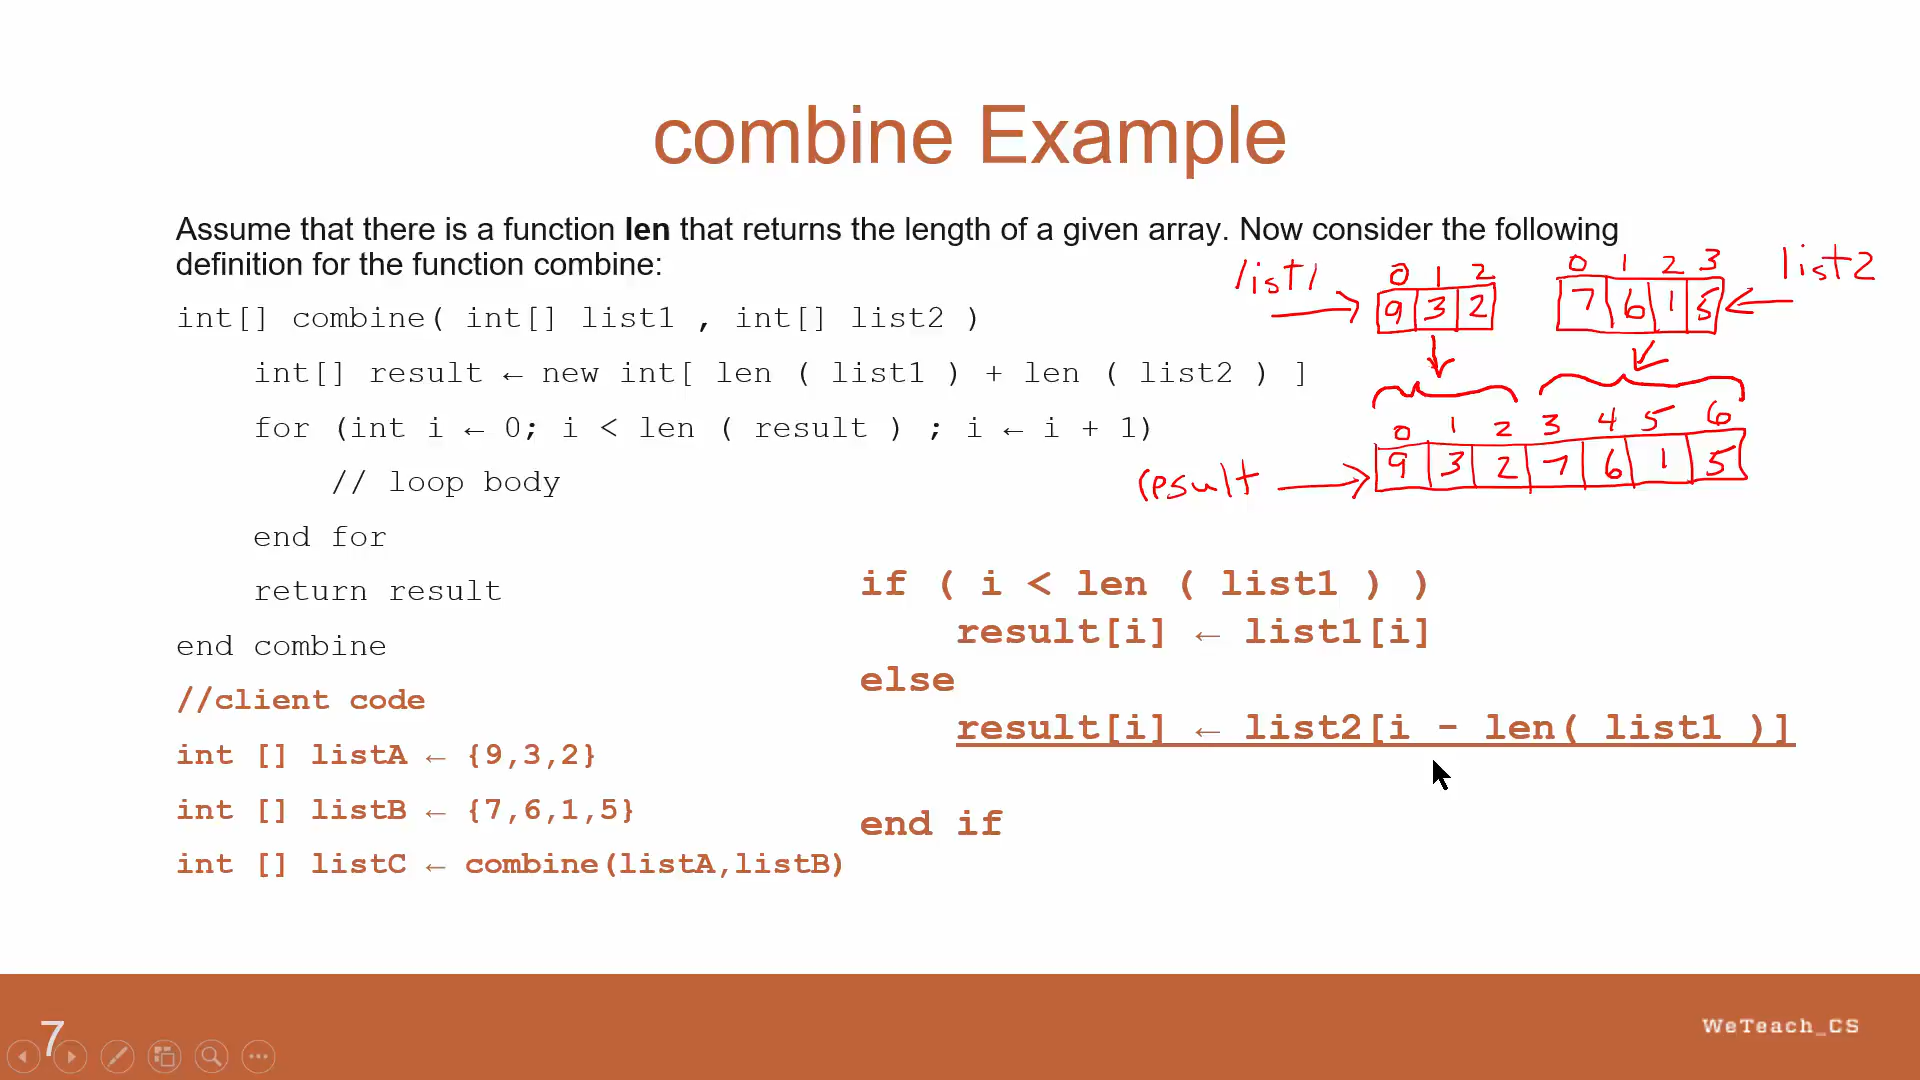 combine Example
Assume that there is a function len that returns the length of a given array. Now consider the following
definition for the function combine:
int[] combine( int[] list1 , int[] list2 )
int[] result ← new int[ len ( list1 ) + len ( list2 ) ]
for (int i ← 0; i < len ( result ) ; i ← i + 1)
// loop body
end for
return result
end combine
//client code
int [] listA ← {9,3,2}
int [] listB ← {7,6,1,5}
int [] listC ← combine(listA,listB)
list1
0 1 2
9 3 2
0 1 2 3
7 6 1 5
list2
0 1 2 3 4 5 6
result
9 3 2 7 6 1 5
if ( i < len ( list1 ) )
result[i] ← list1[i]
else
result[i] ← list2[i - len( list1 )]
end if
7
WeTeach_CS